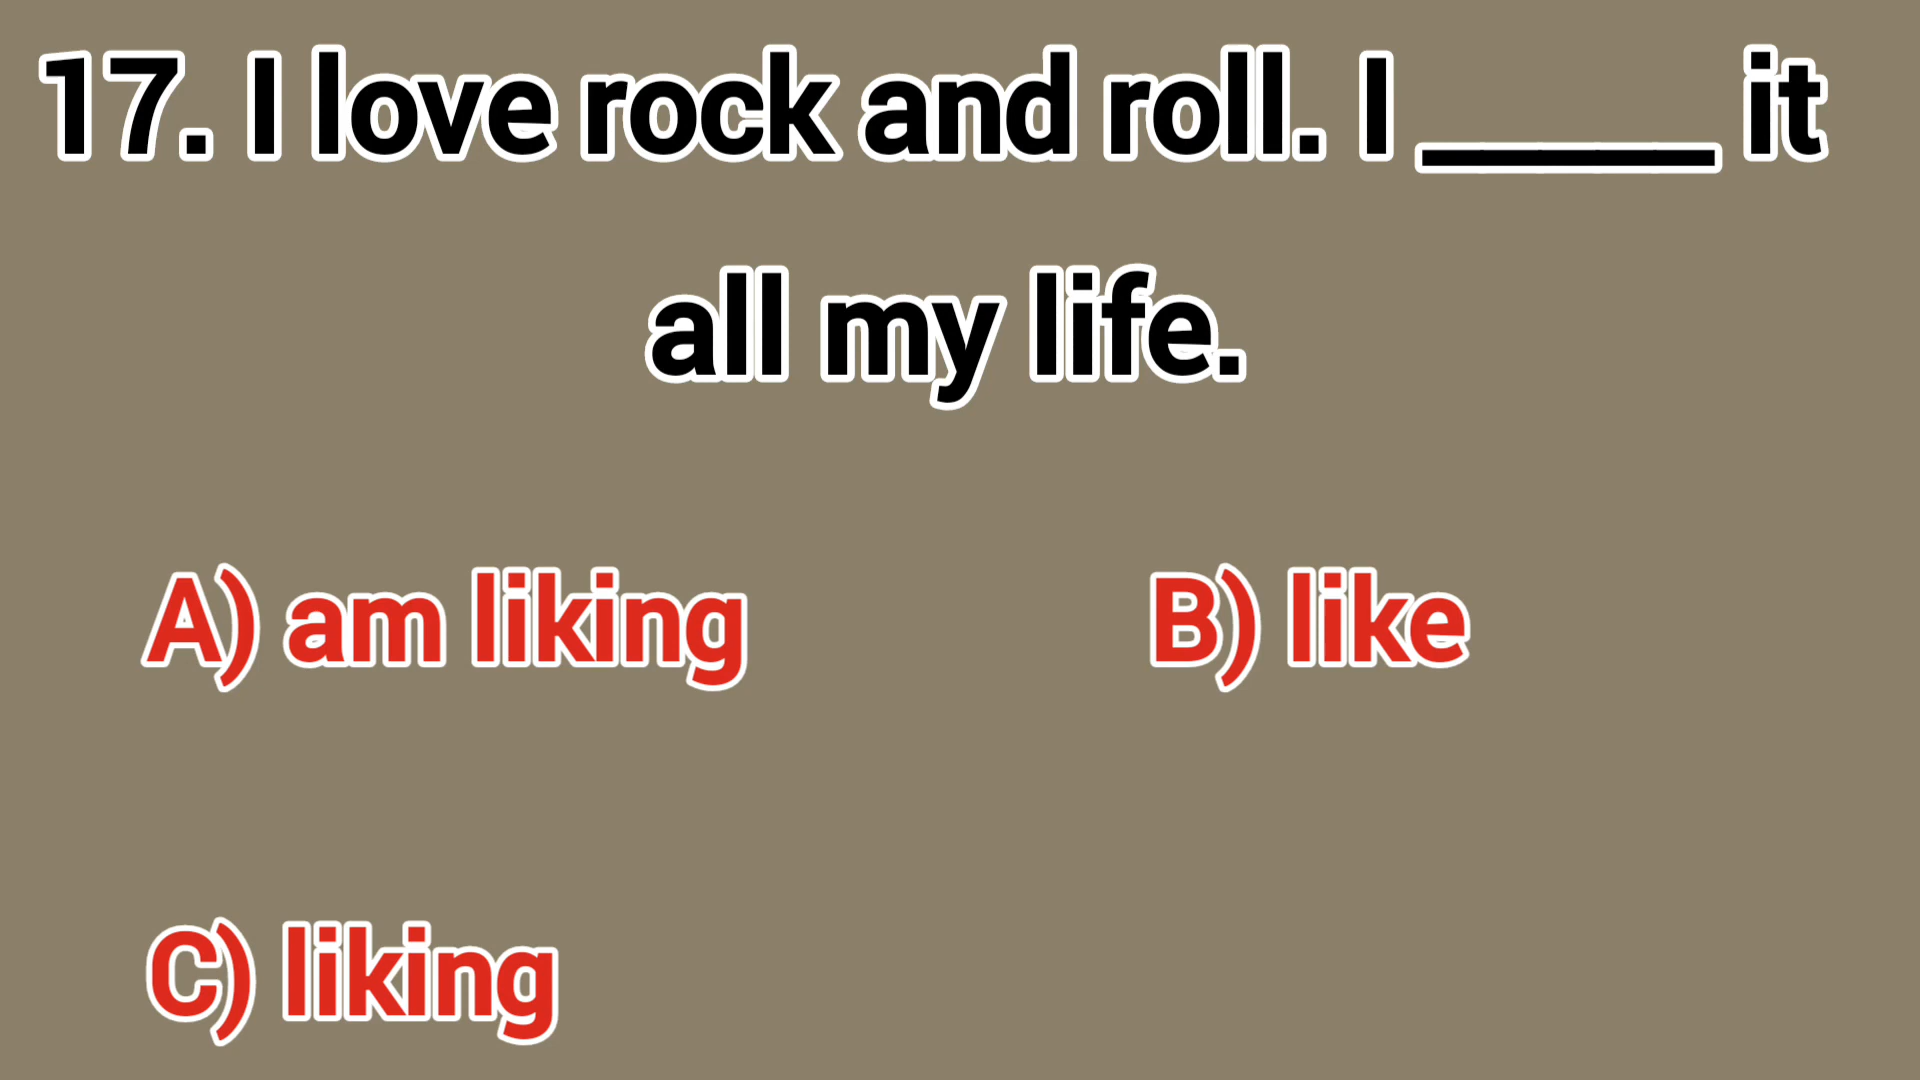 17. I love rock and roll. I _____ it
all my life.
A) am liking
B) like
C) liking